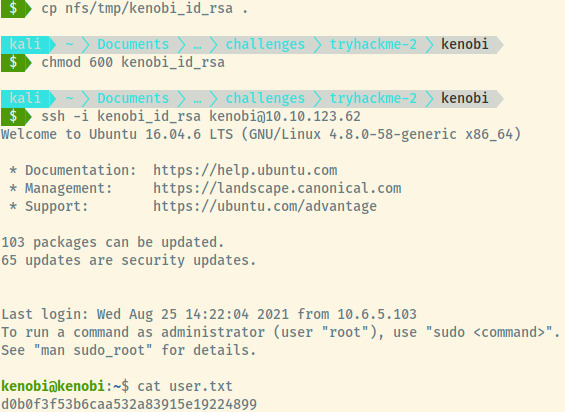 $ cp nfs/tmp/kenobi_id_rsa .
kali ~ Documents … challenges tryhackme-2 kenobi
$ chmod 600 kenobi_id_rsa
kali ~ Documents … challenges tryhackme-2 kenobi
$ ssh -i kenobi_id_rsa kenobi@10.10.123.62
Welcome to Ubuntu 16.04.6 LTS (GNU/Linux 4.8.0-58-generic x86_64)
* Documentation: https://help.ubuntu.com
* Management: https://landscape.canonical.com
* Support: https://ubuntu.com/advantage
103 packages can be updated.
65 updates are security updates.
Last login: Wed Aug 25 14:22:04 2021 from 10.6.5.103
To run a command as administrator (user "root"), use "sudo <command>".
See "man sudo_root" for details.
kenobi@kenobi:~$ cat user.txt
d0b0f3f53b6caa532a83915e19224899